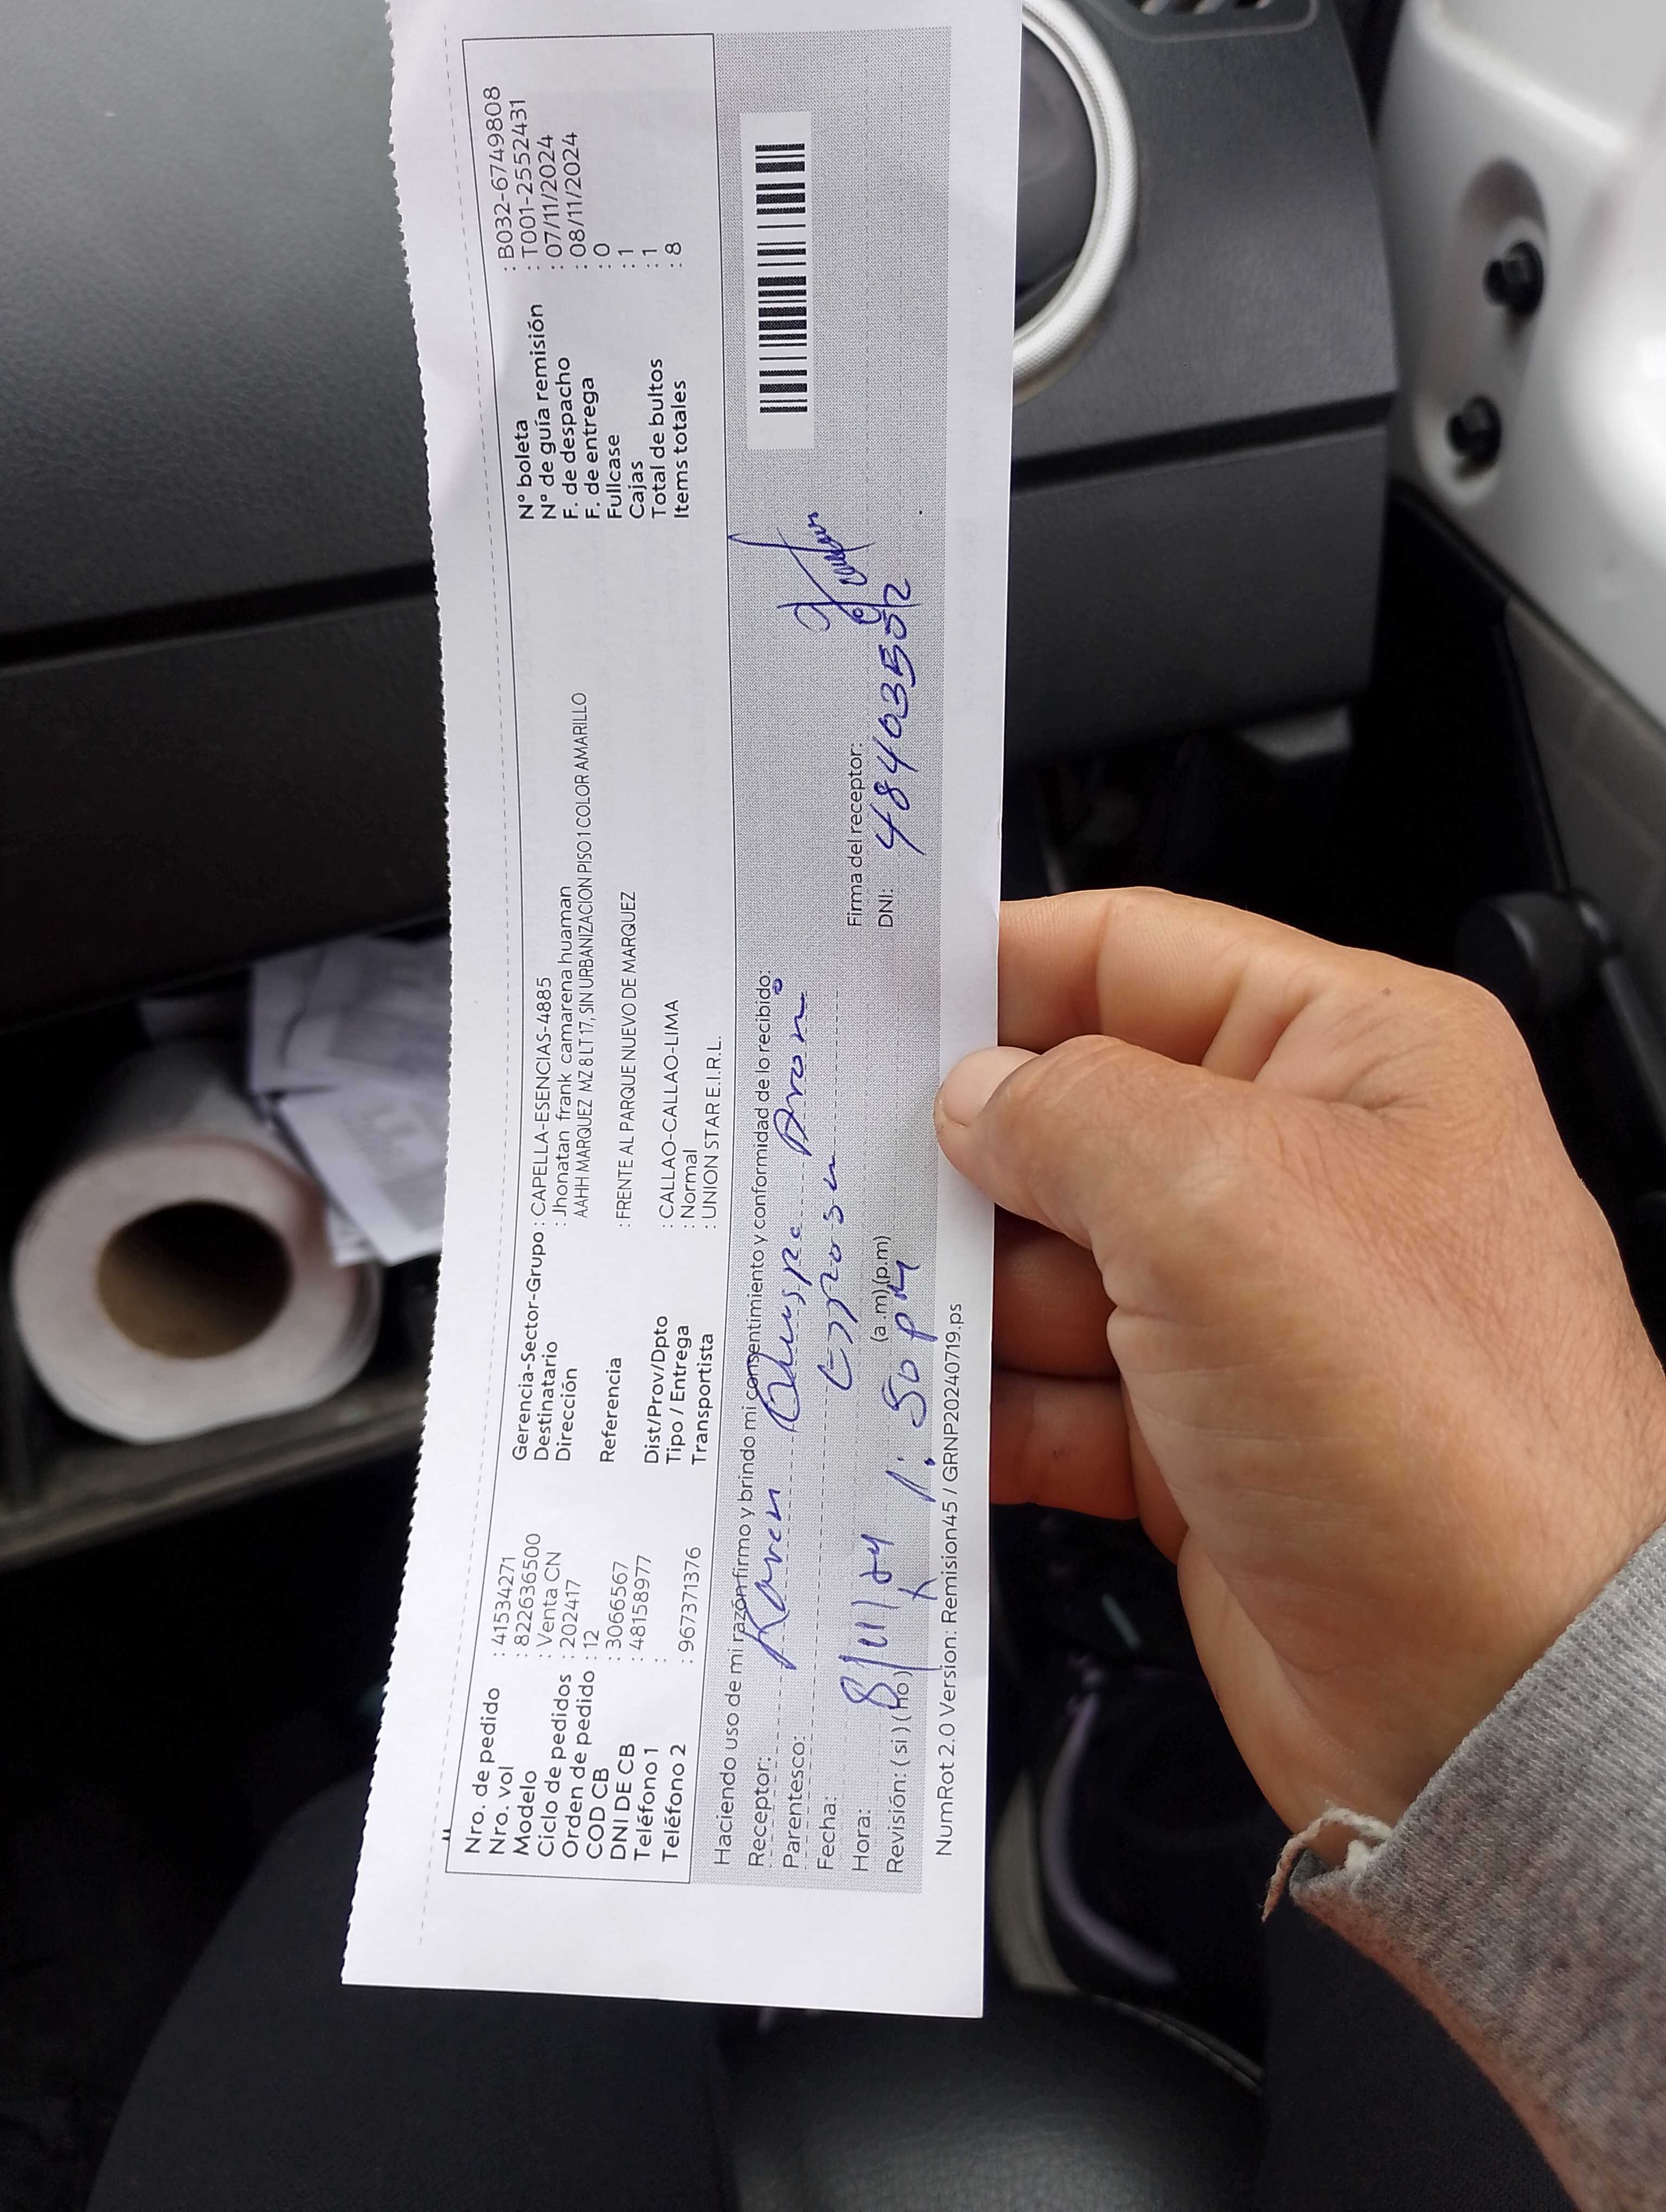 Nro. de pedido : 41534271
Nro. vol : 822636500
Modelo : Venta CN
Ciclo de pedidos : 202417
Orden de pedido : 12
COD CB : 3066567
DNI DE CB : 48158977
Teléfono 1 :
Teléfono 2 : 967371376
Gerencia-Sector-Grupo : CAPELLA-ESENCIAS-4885
Destinatario : Jhonatan frank camarena huaman
Dirección AAHH MARQUEZ MZ 8 LT 17, SIN URBANIZACION PISO 1 COLOR AMARILLO
Referencia : FRENTE AL PARQUE NUEVO DE MARQUEZ
Dist/Prov/Dpto : CALLAO-CALLAO-LIMA
Tipo / Entrega : Normal
Transportista : UNION STAR E.I.R.L.
N° boleta : B032-6749808
N° de guía remisión : T001-2552431
F. de despacho : 07/11/2024
F. de entrega : 08/11/2024
Fullcase : 0
Cajas : 1
Total de bultos : 1
Items totales : 8
Haciendo uso de mi razón firmo y brindo mi consentimiento y conformidad de lo recibido:
Receptor: Karen Quispe
Parentesco: Esposa
Fecha: 8/11/24
Hora: 1:50 PM (a.m) (p.m)
Revisión: ( si ) ( no )
Firma del receptor:
DNI: 48403552
NumRot 2.0 Version: Remision45 / GRNP20240719.ps